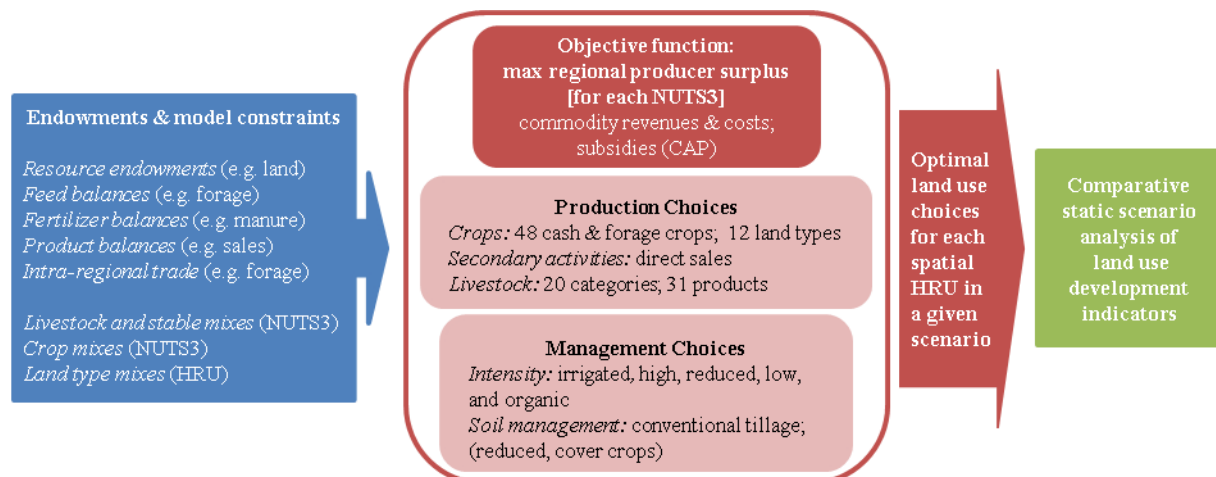 Endowments & model constraints
Resource endowments (e.g. land)
Feed balances (e.g. forage)
Fertilizer balances (e.g. manure)
Product balances (e.g. sales)
Intra-regional trade (e.g. forage)
Livestock and stable mixes (NUTS3)
Crop mixes (NUTS3)
Land type mixes (HRU)
Objective function:
max regional producer surplus
[for each NUTS3]
commodity revenues & costs;
subsidies (CAP)
Production Choices
Crops: 48 cash & forage crops; 12 land types
Secondary activities: direct sales
Livestock: 20 categories; 31 products
Management Choices
Intensity: irrigated, high, reduced, low,
and organic
Soil management: conventional tillage;
(reduced, cover crops)
Optimal
land use
choices
for each
spatial
HRU in
a given
scenario
Comparative
static scenario
analysis of
land use
development
indicators